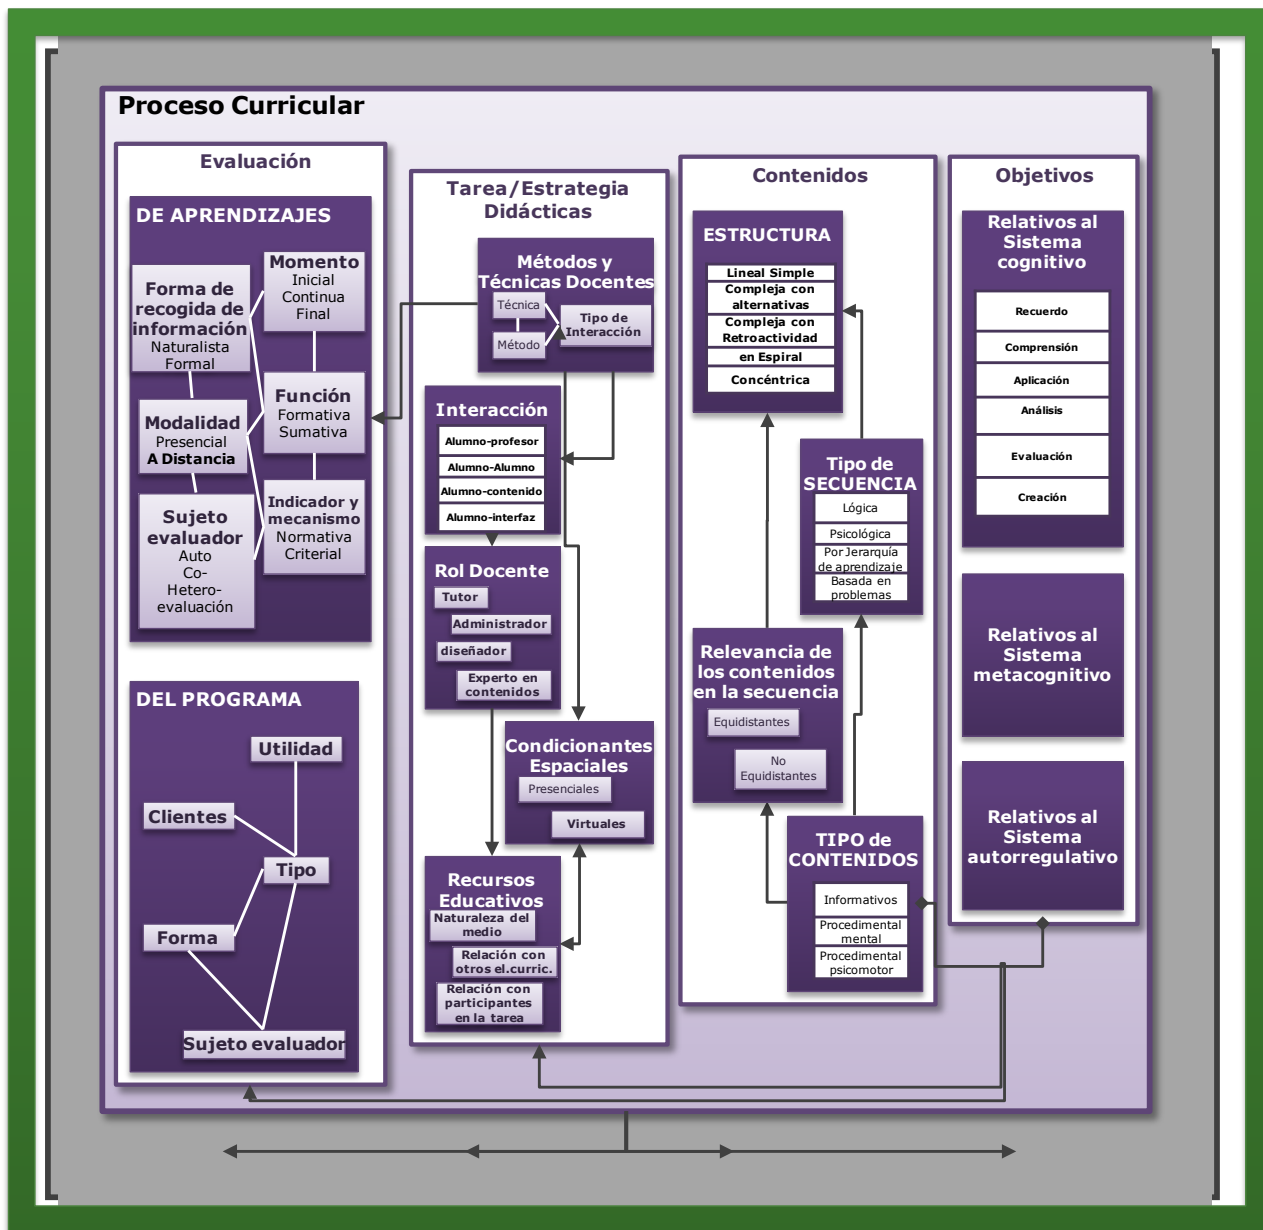 Proceso Curricular
Evaluación
DE APRENDIZAJES
Forma de
recogida de
información
Naturalista
Formal
Momento
Inicial
Continua
Final
Modalidad
Presencial
A Distancia
Función
Formativa
Sumativa
Sujeto
evaluador
Auto
Co-
Hetero-
evaluación
Indicador y
mecanismo
Normativa
Criterial
DEL PROGRAMA
Utilidad
Clientes
Tipo
Forma
Sujeto evaluador
Tarea/Estrategia
Didácticas
Métodos y
Técnicas Docentes
Técnica
Método
Tipo de
Interacción
Interacción
Alumno-profesor
Alumno-Alumno
Alumno-contenido
Alumno-interfaz
Rol Docente
Tutor
Administrador
diseñador
Experto en
contenidos
Condicionantes
Espaciales
Presenciales
Virtuales
Recursos
Educativos
Naturaleza del
medio
Relación con
otros el.curric.
Relación con
participantes
en la tarea
Contenidos
ESTRUCTURA
Lineal Simple
Compleja con
alternativas
Compleja con
Retroactividad
en Espiral
Concéntrica
Tipo de
SECUENCIA
Lógica
Psicológica
Por Jerarquía
de aprendizaje
Basada en
problemas
Relevancia de
los contenidos
en la secuencia
Equidistantes
No
Equidistantes
TIPO de
CONTENIDOS
Informativos
Procedimental
mental
Procedimental
psicomotor
Objetivos
Relativos al
Sistema
cognitivo
Recuerdo
Comprensión
Aplicación
Análisis
Evaluación
Creación
Relativos al
Sistema
metacognitivo
Relativos al
Sistema
autorregulativo